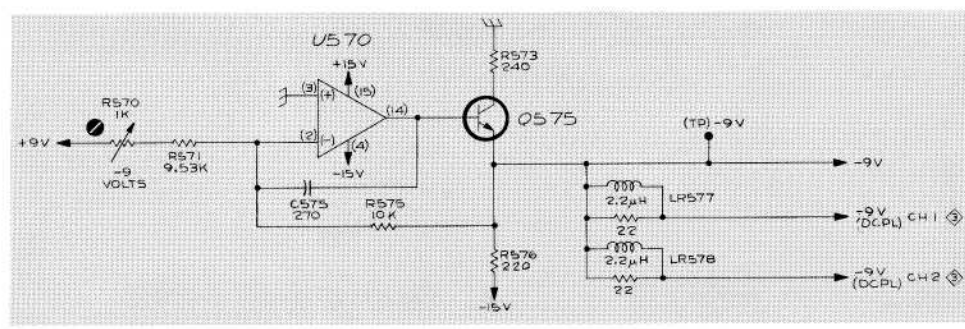 U570
+15V
R573
240
(3)
(+)
(15)
R570
1K
(14)
Q575
(TP) -9V
+9V
(2)
(-)
(4)
-9V
R571
9.53K
-15V
-9
VOLTS
2.2µH
LR577
C575
270
R575
10K
-9V
(DCPL) CH 1 3
22
R576
220
2.2µH
LR578
-9V
(DCPL) CH 2 3
22
-15V